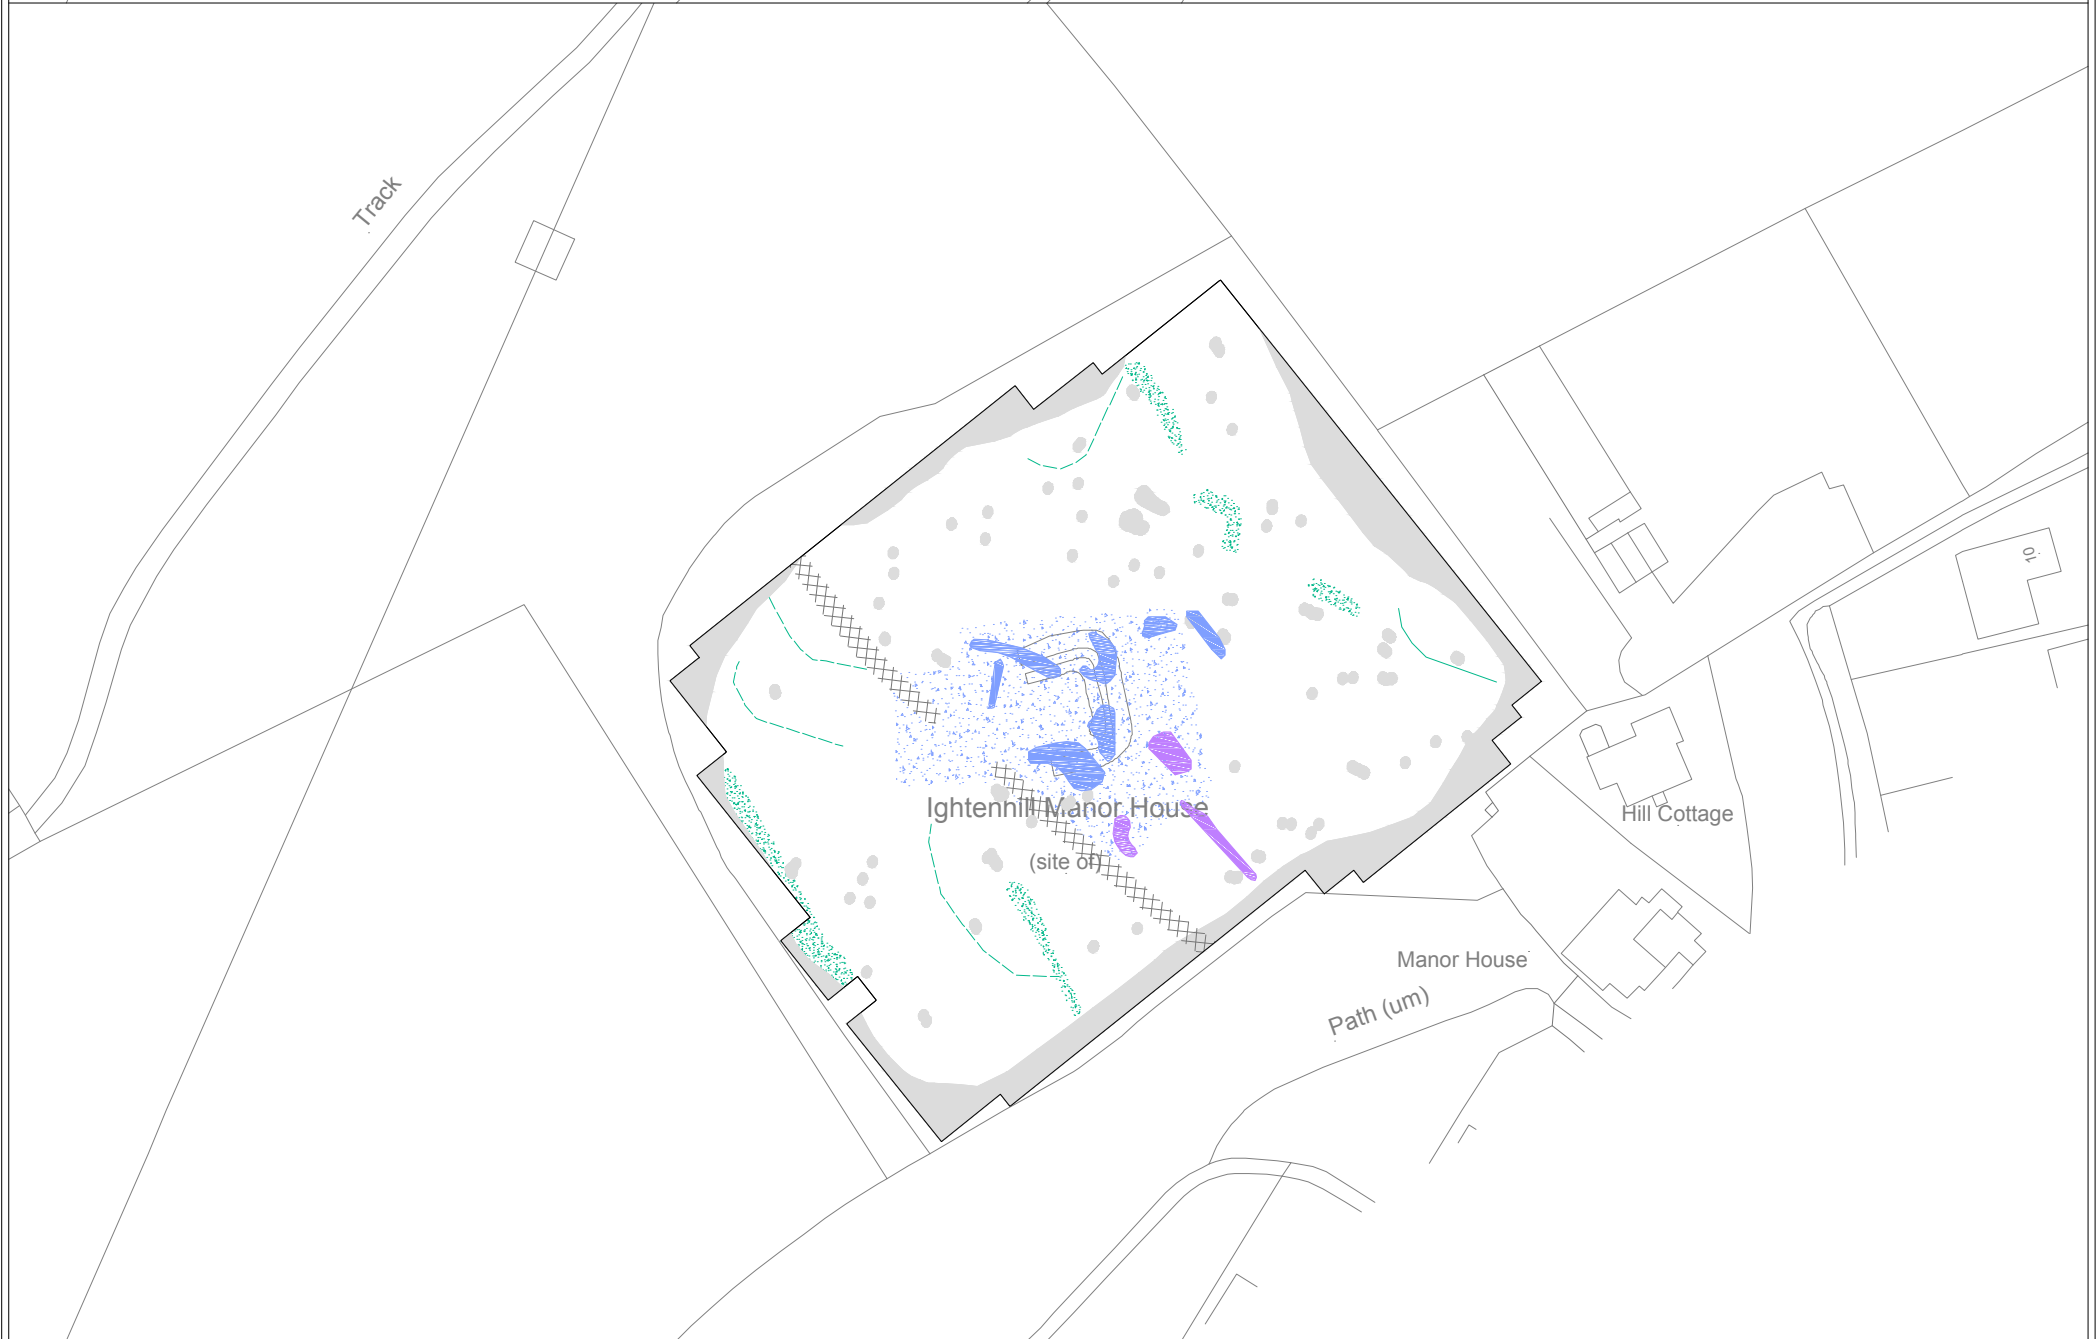 Track
10
Ightenhill Manor House
Hill Cottage
(site of)
Manor House
Path (um)